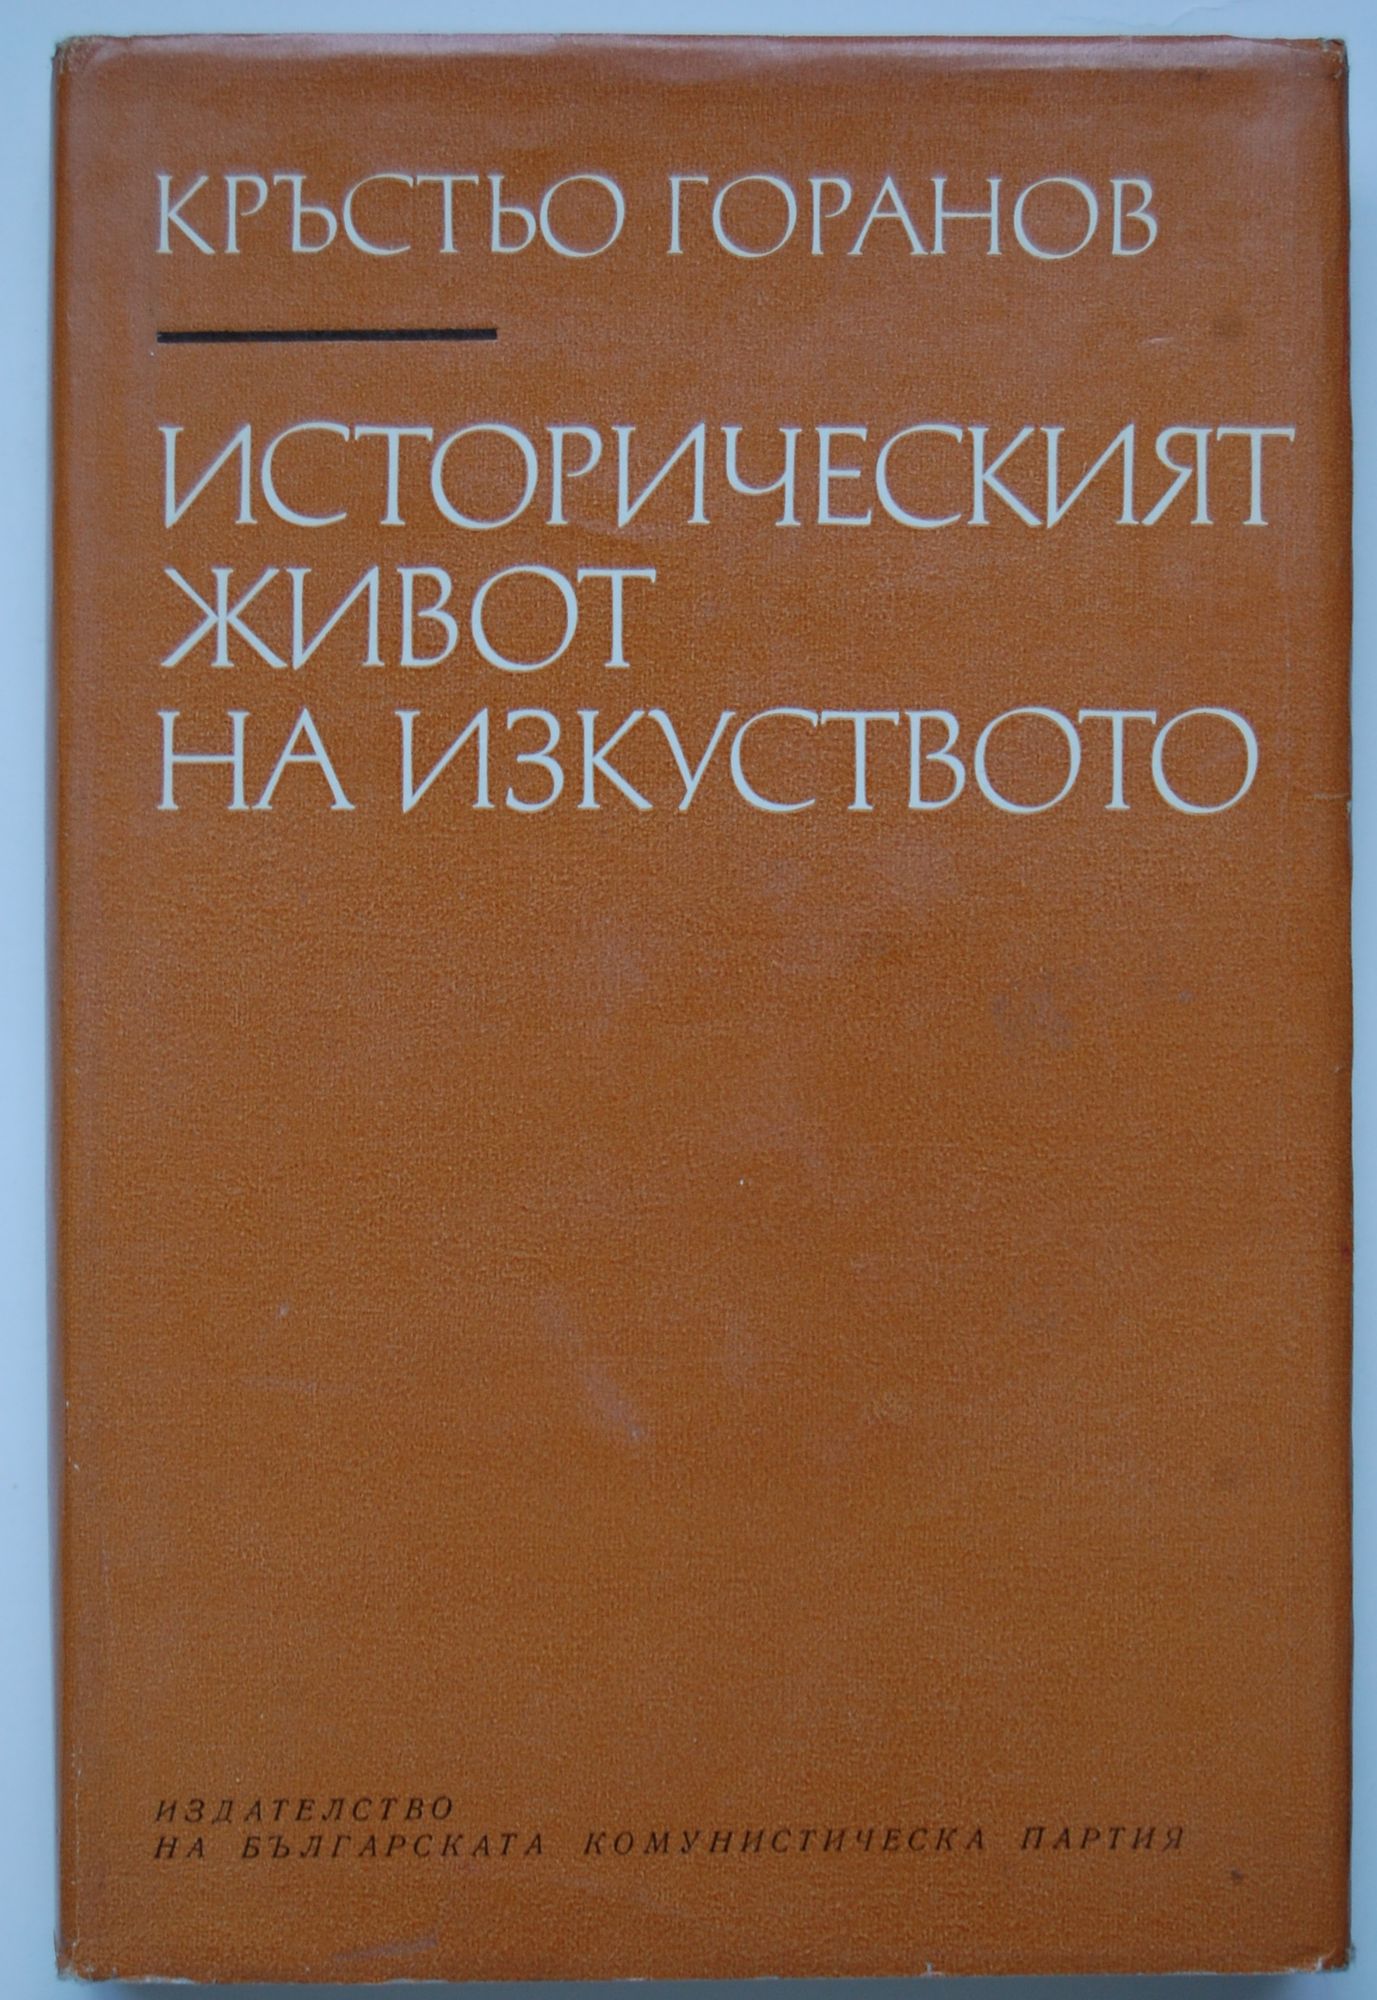 КРЪСТЬО ГОРАНОВ
ИСТОРИЧЕСКИЯТ
ЖИВОТ
НА ИЗКУСТВОТО
ИЗДАТЕЛСТВО
НА БЪЛГАРСКАТА КОМУНИСТИЧЕСКА ПАРТИЯ